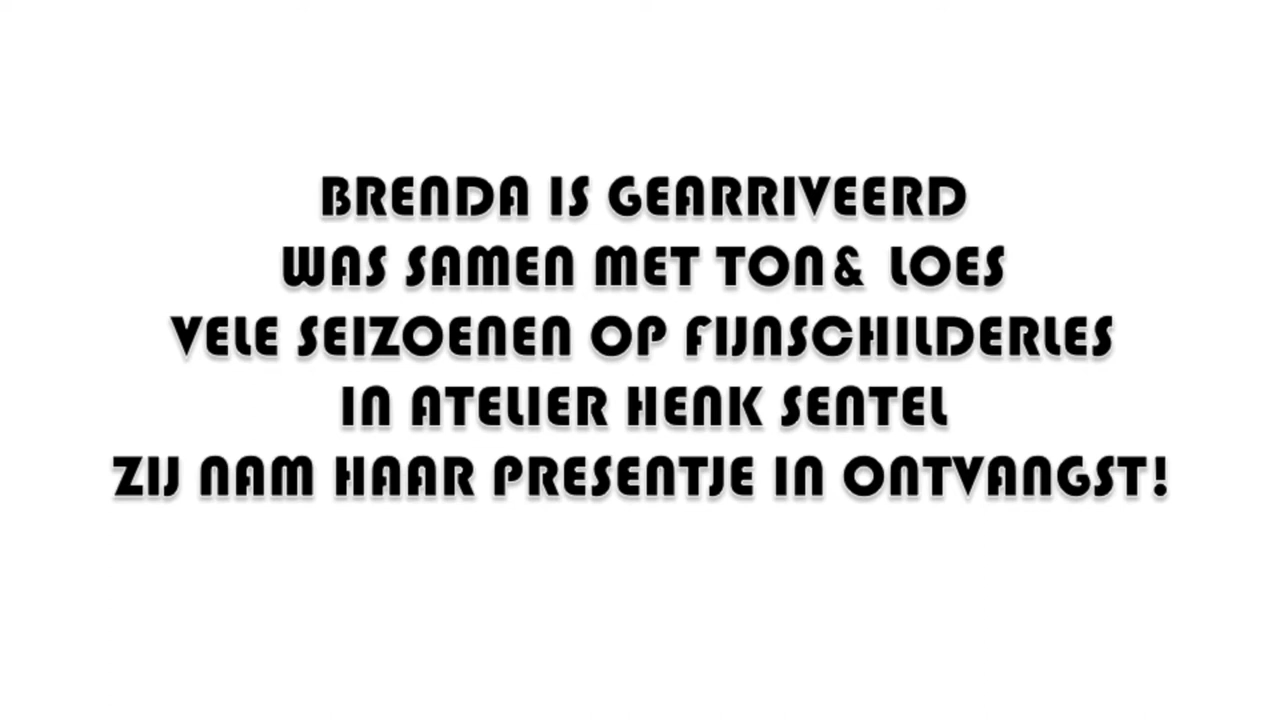 BRENDA IS GEARRIVEERD
WAS SAMEN MET TON& LOES
VELE SEIZOENEN OP FIJNSCHILDERLES
IN ATELIER HENK SENTEL
ZIJ NAM HAAR PRESENTJE IN ONTVANGST!